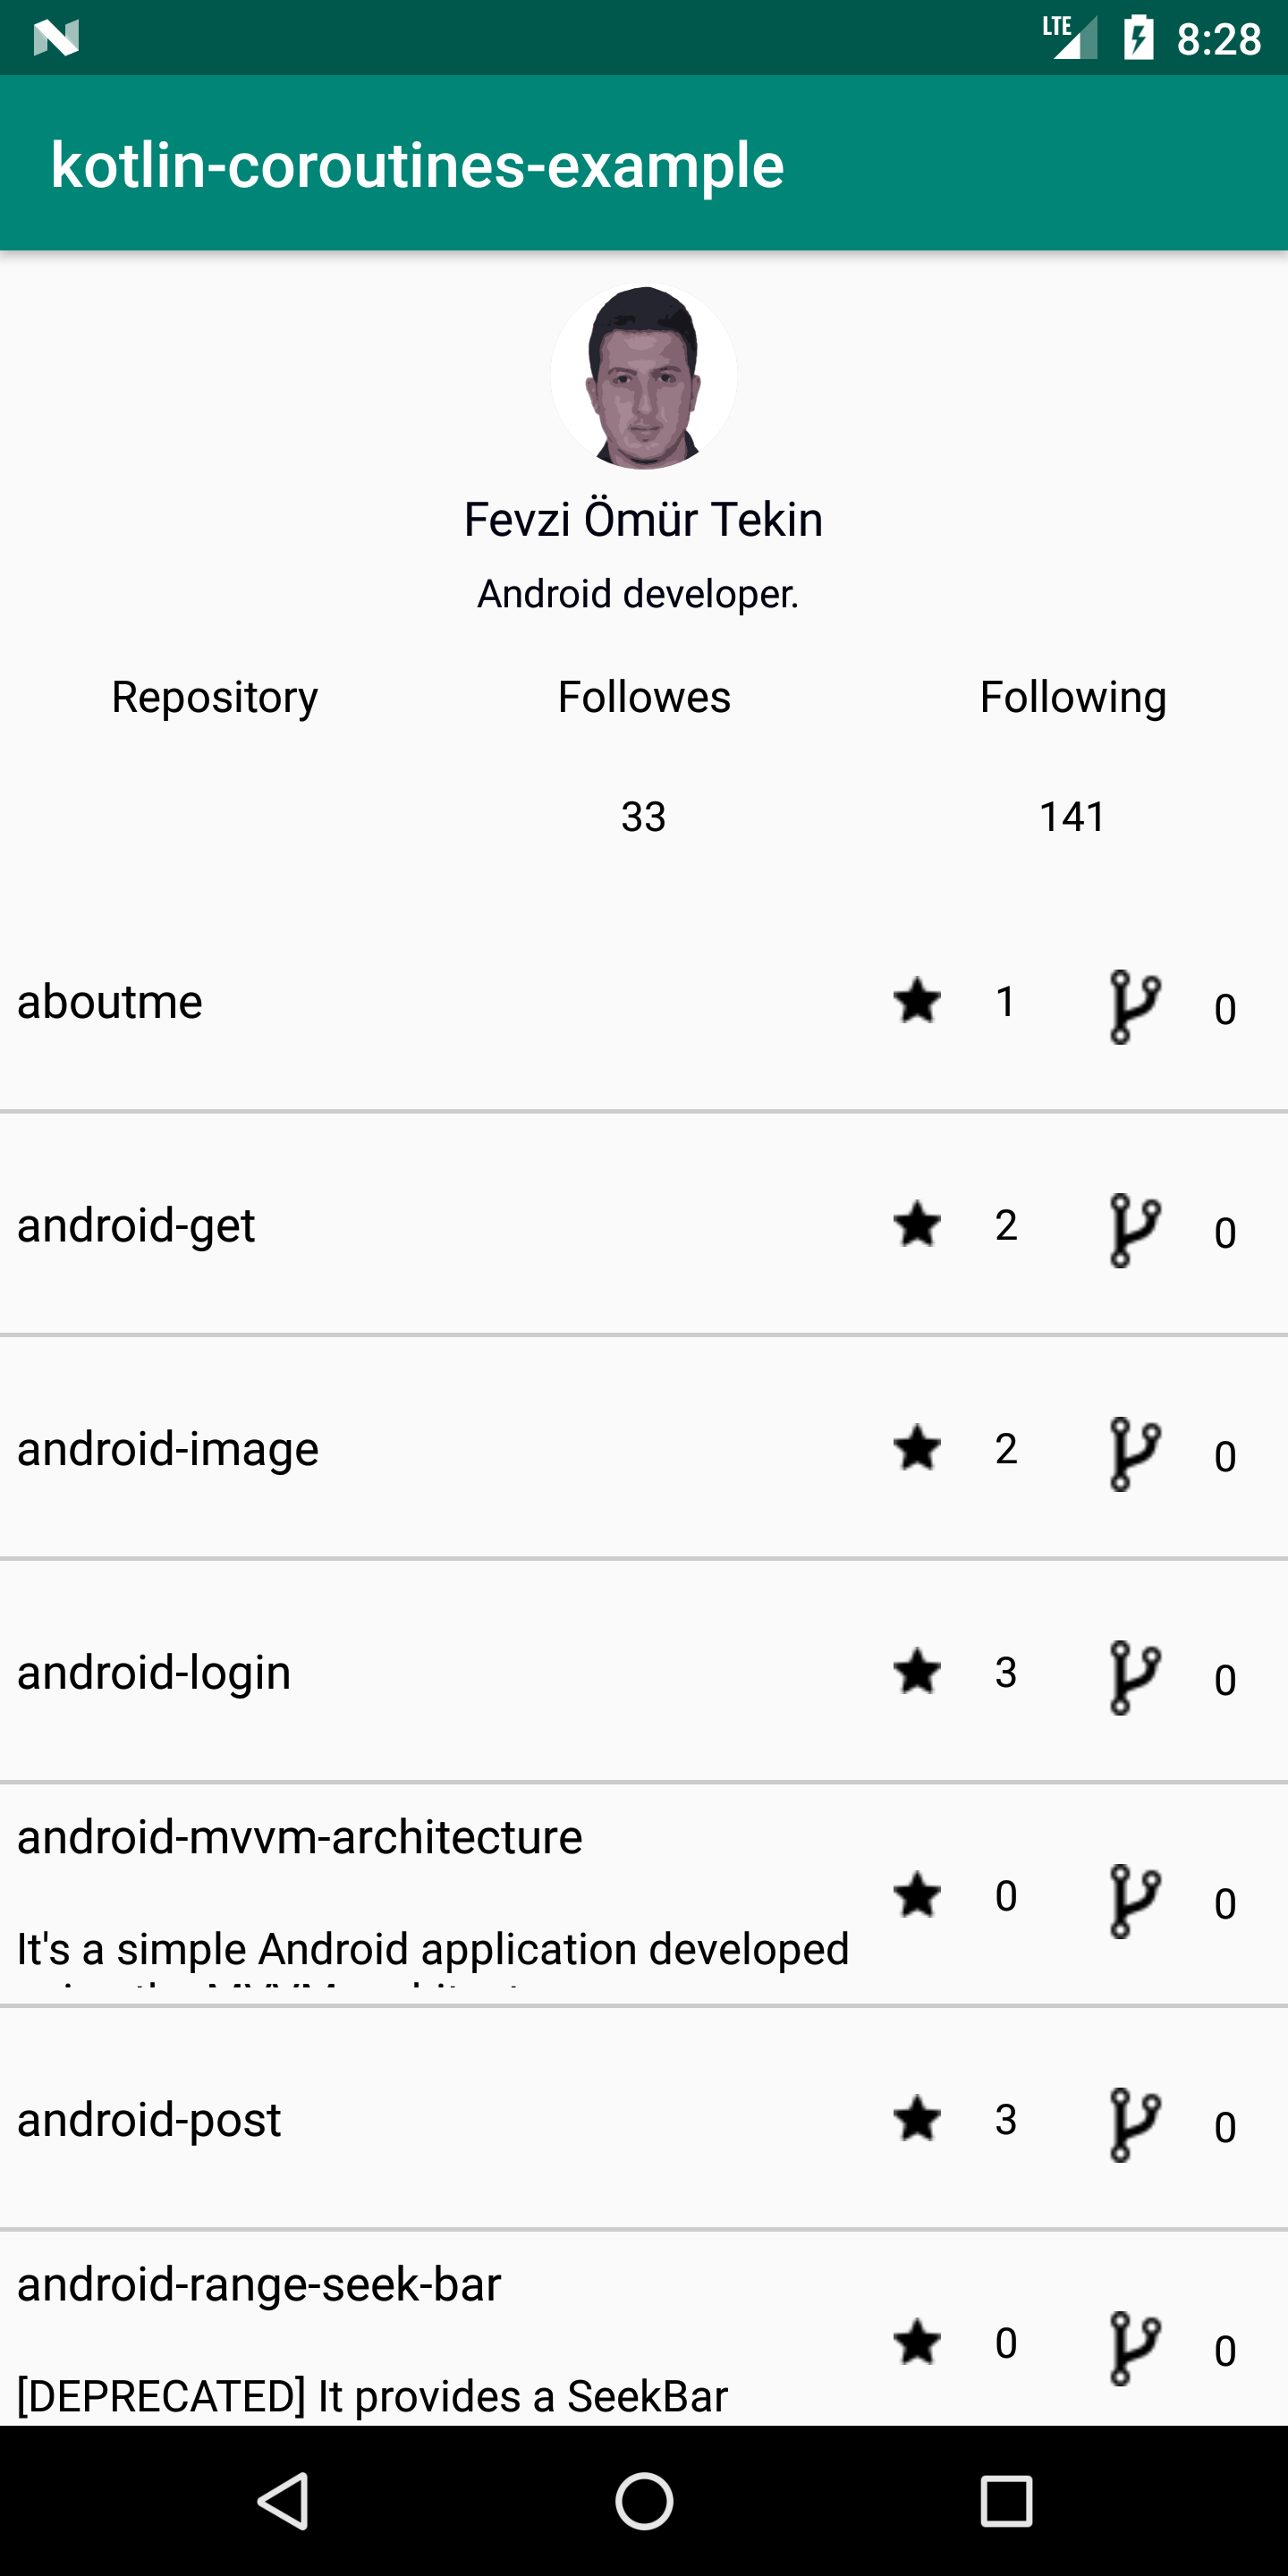 LTE 8:28
kotlin-coroutines-example
Fevzi Ömür Tekin
Android developer.
Repository Followes Following
33 141
aboutme 1 0
android-get 2 0
android-image 2 0
android-login 3 0
android-mvvm-architecture
0 0
It's a simple Android application developed
android-post 3 0
android-range-seek-bar
0 0
[DEPRECATED] It provides a SeekBar